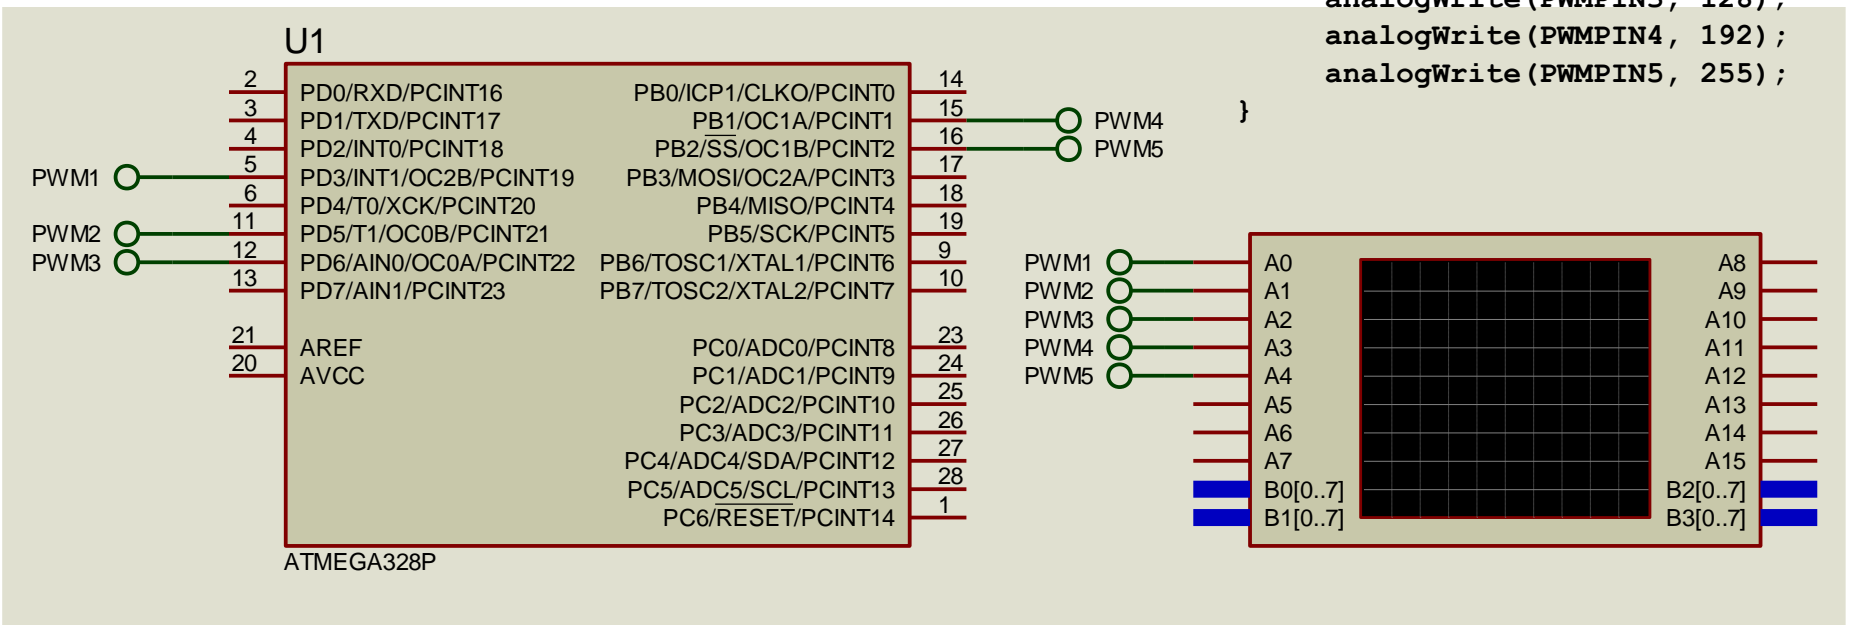 analogWrite(PWMPIN3, 128);
analogWrite(PWMPIN4, 192);
analogWrite(PWMPIN5, 255);
}
U1
2 PD0/RXD/PCINT16 PB0/ICP1/CLKO/PCINT0 14
3 PD1/TXD/PCINT17 PB1/OC1A/PCINT1 15 PWM4
4 PD2/INT0/PCINT18 PB2/SS/OC1B/PCINT2 16 PWM5
PWM1 5 PD3/INT1/OC2B/PCINT19 PB3/MOSI/OC2A/PCINT3 17
6 PD4/T0/XCK/PCINT20 PB4/MISO/PCINT4 18
PWM2 11 PD5/T1/OC0B/PCINT21 PB5/SCK/PCINT5 19
PWM3 12 PD6/AIN0/OC0A/PCINT22 PB6/TOSC1/XTAL1/PCINT6 9
13 PD7/AIN1/PCINT23 PB7/TOSC2/XTAL2/PCINT7 10
21 AREF PC0/ADC0/PCINT8 23
20 AVCC PC1/ADC1/PCINT9 24
PC2/ADC2/PCINT10 25
PC3/ADC3/PCINT11 26
PC4/ADC4/SDA/PCINT12 27
PC5/ADC5/SCL/PCINT13 28
PC6/RESET/PCINT14 1
ATMEGA328P
PWM1 A0 A8
PWM2 A1 A9
PWM3 A2 A10
PWM4 A3 A11
PWM5 A4 A12
A5 A13
A6 A14
A7 A15
B0[0..7] B2[0..7]
B1[0..7] B3[0..7]